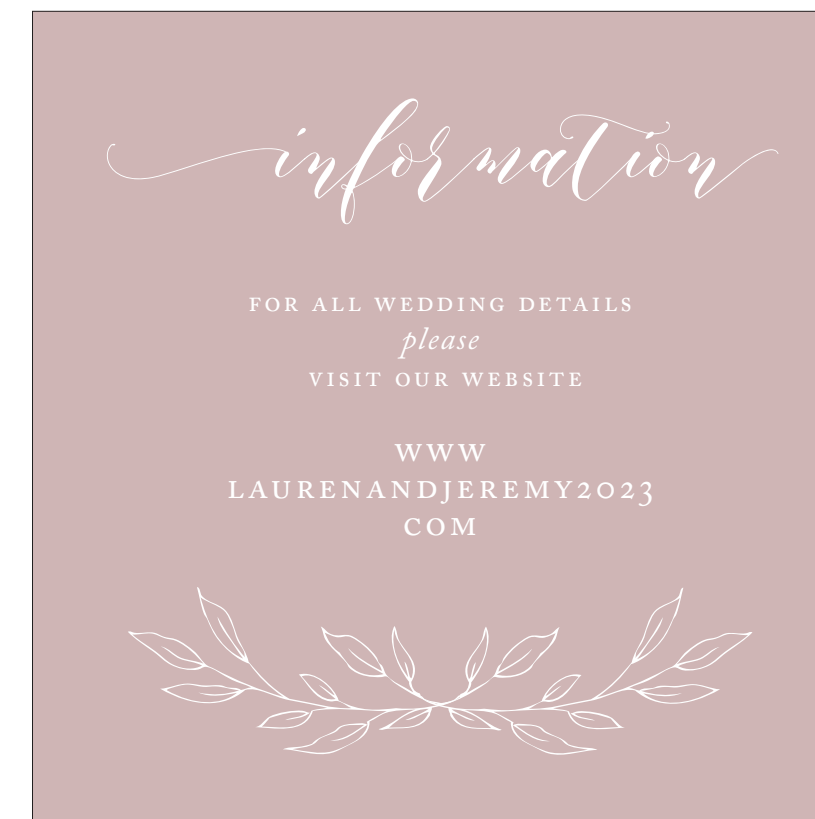 information
FOR ALL WEDDING DETAILS
please
VISIT OUR WEBSITE
WWW
LAURENANDJEREMY2023
COM